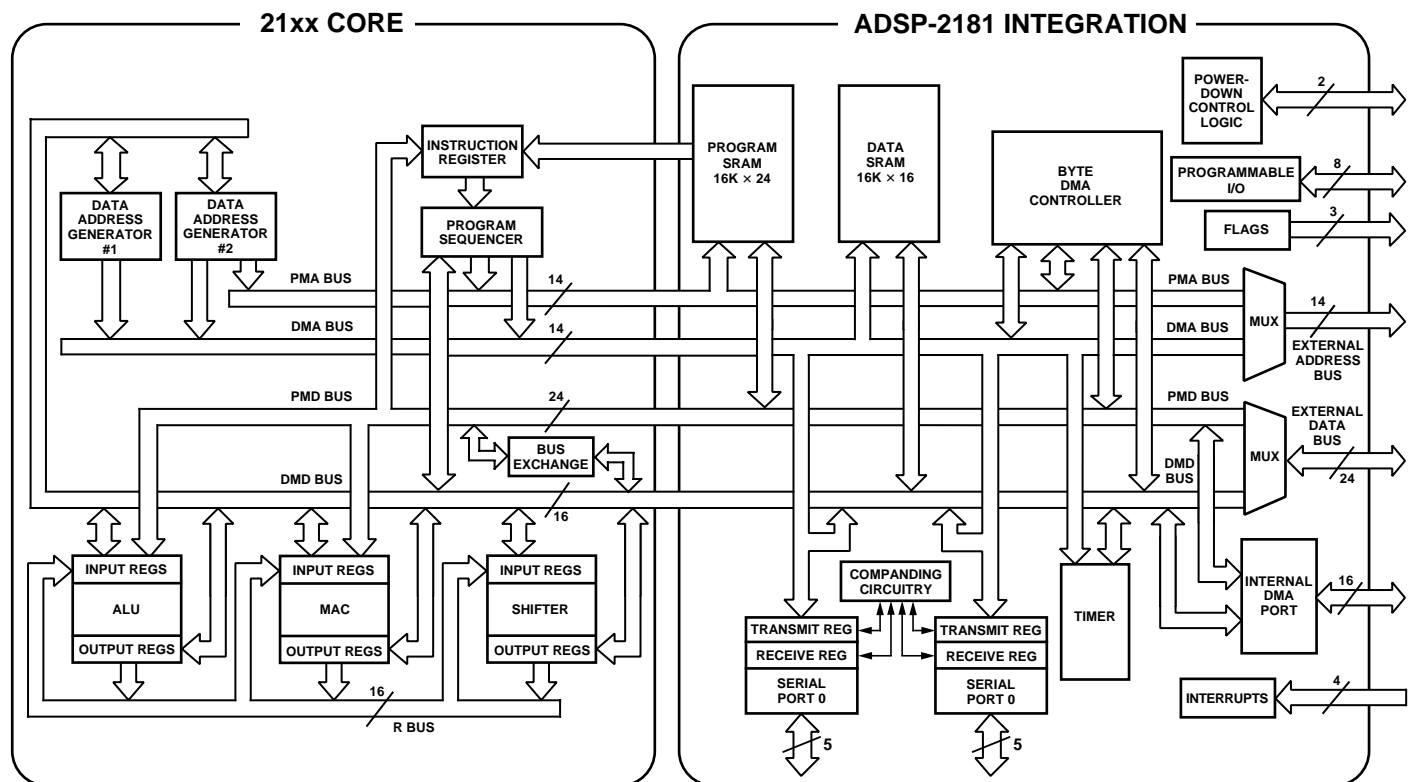 21xx CORE
ADSP-2181 INTEGRATION
POWER-
DOWN
CONTROL
LOGIC
2
INSTRUCTION
REGISTER
PROGRAM
SRAM
16K × 24
DATA
SRAM
16K × 16
BYTE
DMA
CONTROLLER
PROGRAMMABLE
I/O
8
FLAGS
3
DATA
ADDRESS
GENERATOR
#1
DATA
ADDRESS
GENERATOR
#2
PROGRAM
SEQUENCER
PMA BUS
14
PMA BUS
DMA BUS
14
DMA BUS
MUX
14
EXTERNAL
ADDRESS
BUS
PMD BUS
24
PMD BUS
EXTERNAL
DATA
BUS
BUS
EXCHANGE
DMD
BUS
MUX
24
DMD BUS
16
INPUT REGS
ALU
OUTPUT REGS
INPUT REGS
MAC
OUTPUT REGS
INPUT REGS
SHIFTER
OUTPUT REGS
COMPANDING
CIRCUITRY
TIMER
INTERNAL
DMA
PORT
16
TRANSMIT REG
RECEIVE REG
SERIAL
PORT 0
5
TRANSMIT REG
RECEIVE REG
SERIAL
PORT 0
5
INTERRUPTS
4
16
R BUS